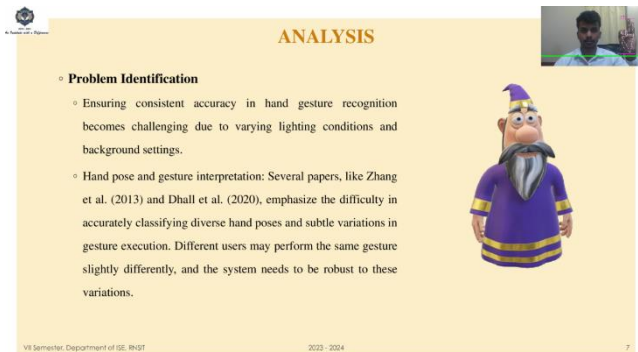 ANALYSIS
Problem Identification
Ensuring consistent accuracy in hand gesture recognition
becomes challenging due to varying lighting conditions and
background settings.
Hand pose and gesture interpretation: Several papers, like Zhang
et al. (2013) and Dhall et al. (2020), emphasize the difficulty in
accurately classifying diverse hand poses and subtle variations in
gesture execution. Different users may perform the same gesture
slightly differently, and the system needs to be robust to these
variations.
VII Semester, Department of ISE, RNSIT
2023 - 2024
7